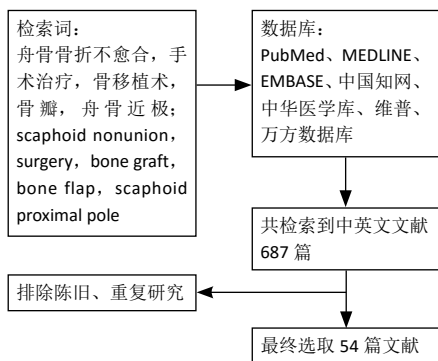 检索词：
舟骨骨折不愈合，手
术治疗，骨移植术，
骨瓣，舟骨近极；
scaphoid nonunion，
surgery，bone graft，
bone flap，scaphoid
proximal pole
数据库：
PubMed、MEDLINE、
EMBASE、中国知网、
中华医学库、维普、
万方数据库
共检索到中英文文献
687 篇
排除陈旧、重复研究
最终选取 54 篇文献